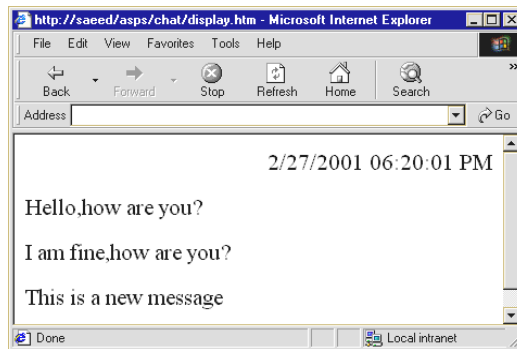 http://saeed/asps/chat/display.htm - Microsoft Internet Explorer
File Edit View Favorites Tools Help
Back Forward Stop Refresh Home Search »
Address Go
2/27/2001 06:20:01 PM
Hello,how are you?
I am fine,how are you?
This is a new message
Done Local intranet